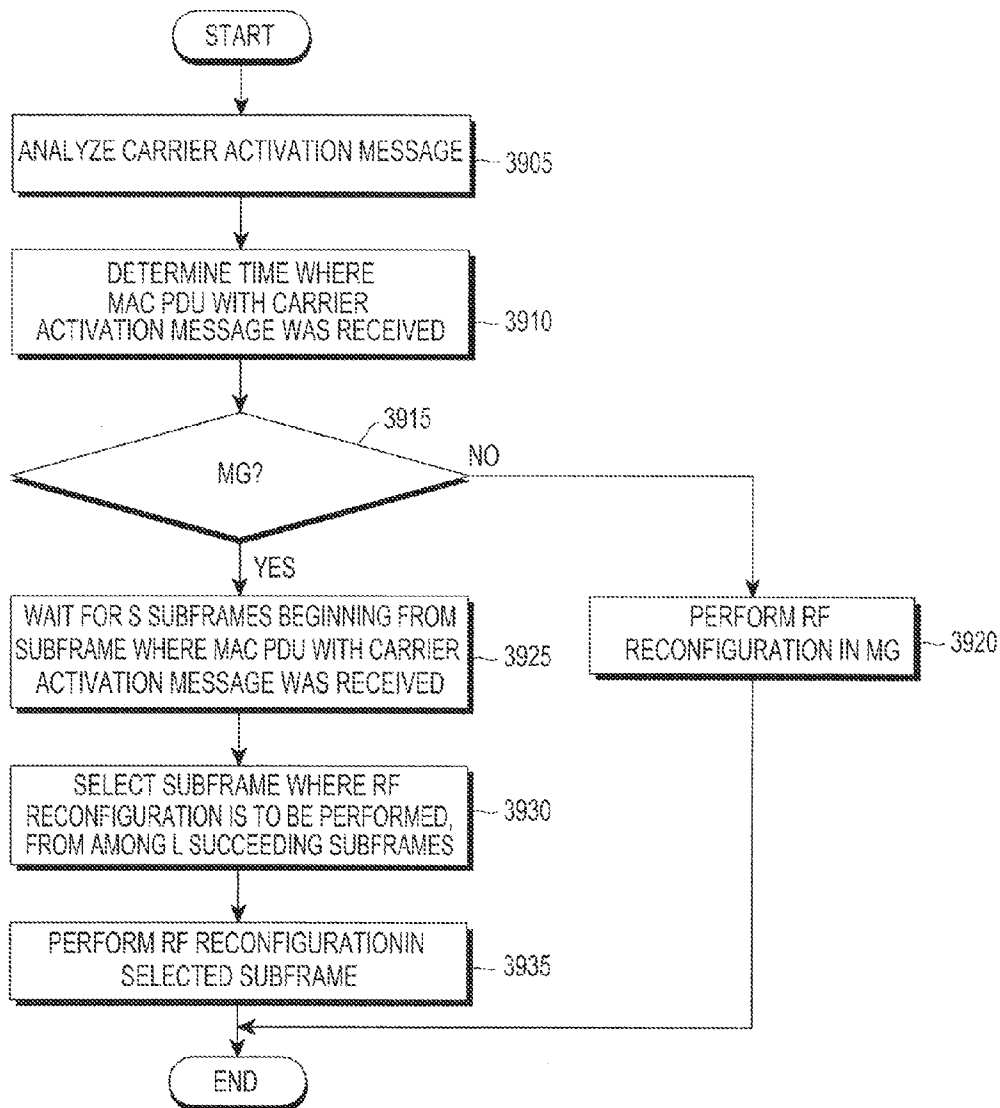 START
ANALYZE CARRIER ACTIVATION MESSAGE
3905
DETERMINE TIME WHERE
MAC PDU WITH CARRIER
ACTIVATION MESSAGE WAS RECEIVED
3910
3915
MG?
NO
YES
WAIT FOR S SUBFRAMES BEGINNING FROM
SUBFRAME WHERE MAC PDU WITH CARRIER
ACTIVATION MESSAGE WAS RECEIVED
3925
PERFORM RF
RECONFIGURATION IN MG
3920
SELECT SUBFRAME WHERE RF
RECONFIGURATION IS TO BE PERFORMED,
FROM AMONG L SUCCEEDING SUBFRAMES
3930
PERFORM RF RECONFIGURATIONIN
SELECTED SUBFRAME
3935
END